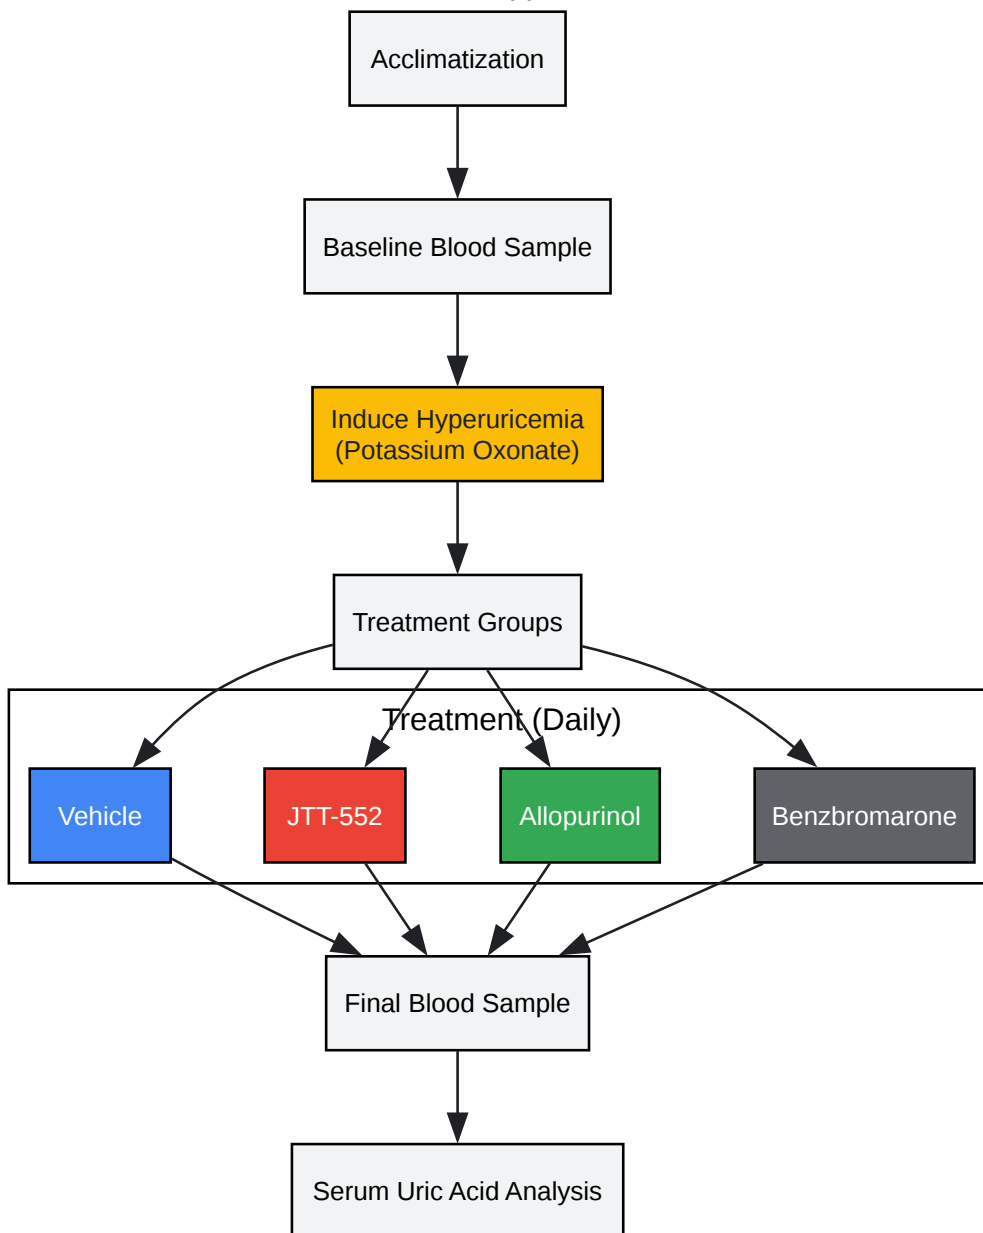 Acclimatization
Baseline Blood Sample
Induce Hyperuricemia
(Potassium Oxonate)
Treatment Groups
Treatment (Daily)
Vehicle
JTT-552
Allopurinol
Benzbromarone
Final Blood Sample
Serum Uric Acid Analysis